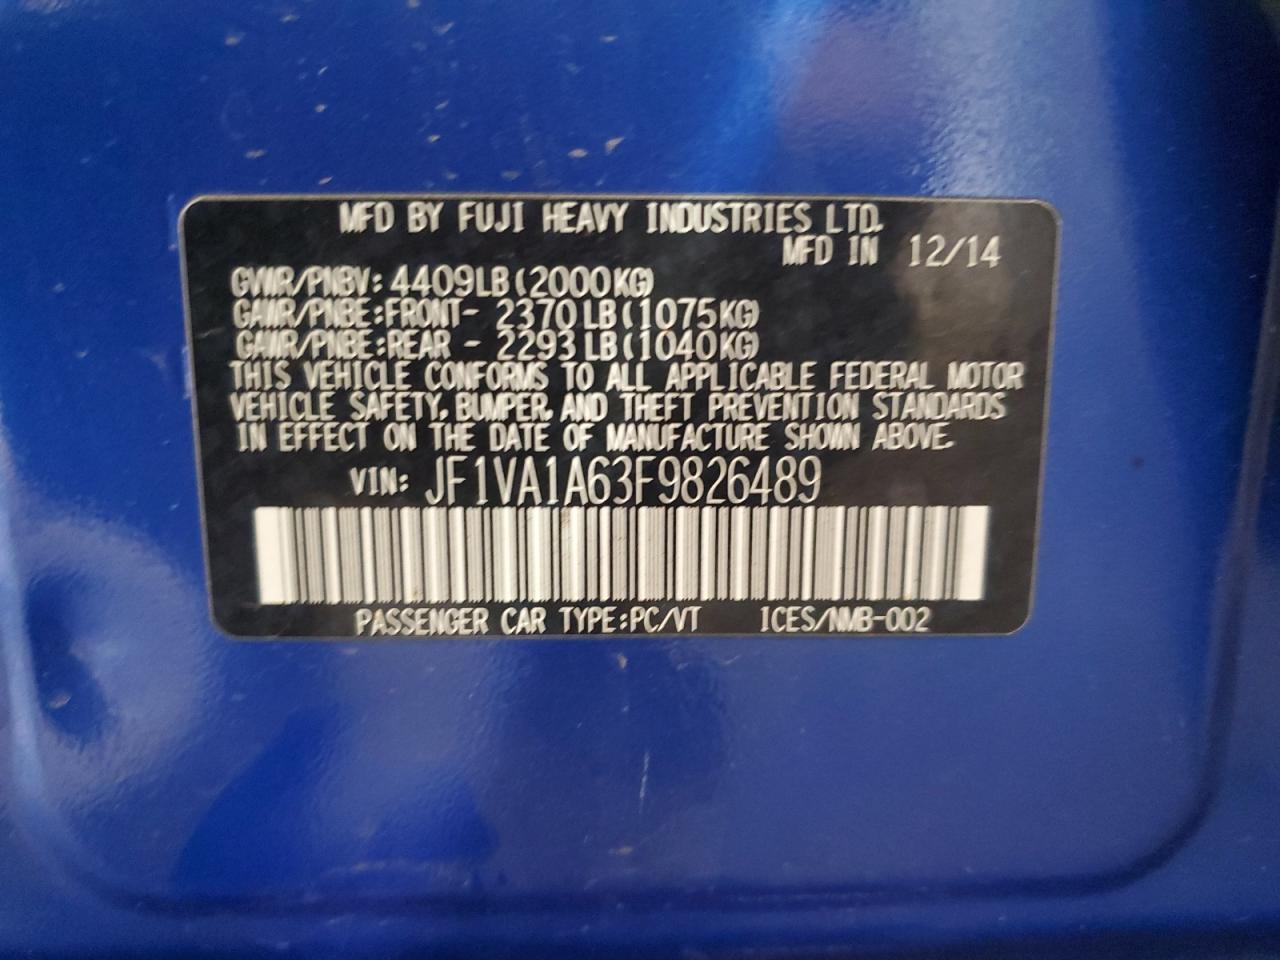 MFD BY FUJI HEAVY INDUSTRIES LTD.
MFD IN 12/14
GVWR/PNBV: 4409LB(2000KG)
GAWR/PNBE:FRONT- 2370LB(1075KG)
GAWR/PNBE:REAR - 2293LB(1040KG)
THIS VEHICLE CONFORMS TO ALL APPLICABLE FEDERAL MOTOR
VEHICLE SAFETY, BUMPER, AND THEFT PREVENTION STANDARDS
IN EFFECT ON THE DATE OF MANUFACTURE SHOWN ABOVE.
VIN: JF1VA1A63F9826489
PASSENGER CAR TYPE:PC/VT ICES/NMB-002